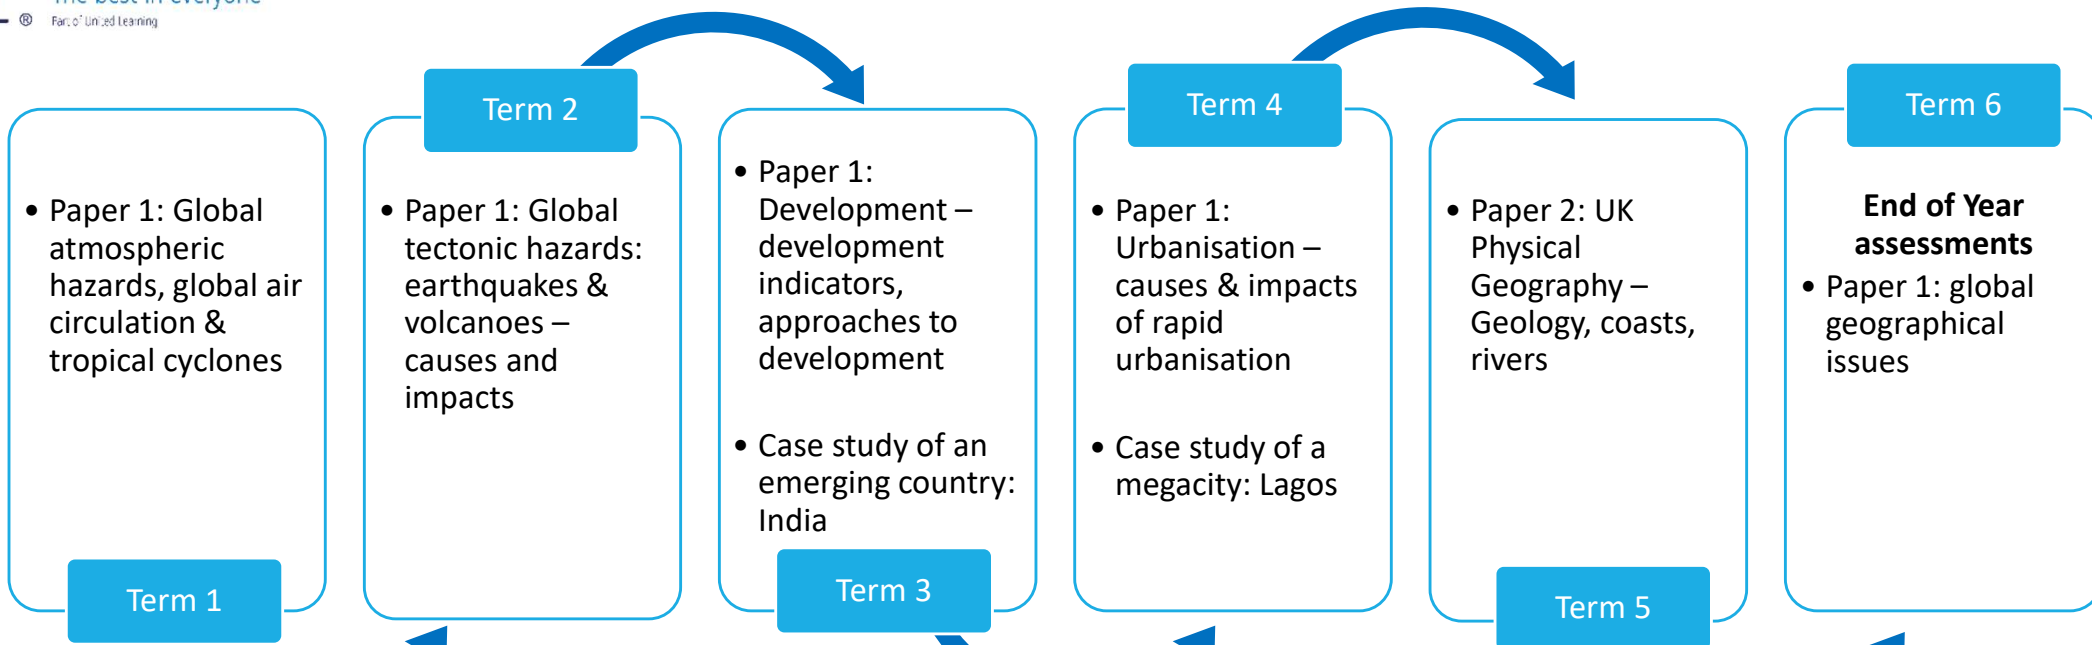 The best in everyone
® Part of United Learning
Term 1
• Paper 1: Global
atmospheric
hazards, global air
circulation &
tropical cyclones
Term 2
• Paper 1: Global
tectonic hazards:
earthquakes &
volcanoes –
causes and
impacts
• Paper 1:
Development –
development
indicators,
approaches to
development
• Case study of an
emerging country:
India
Term 3
Term 4
• Paper 1:
Urbanisation –
causes & impacts
of rapid
urbanisation
• Case study of a
megacity: Lagos
• Paper 2: UK
Physical
Geography –
Geology, coasts,
rivers
Term 5
Term 6
End of Year
assessments
• Paper 1: global
geographical
issues